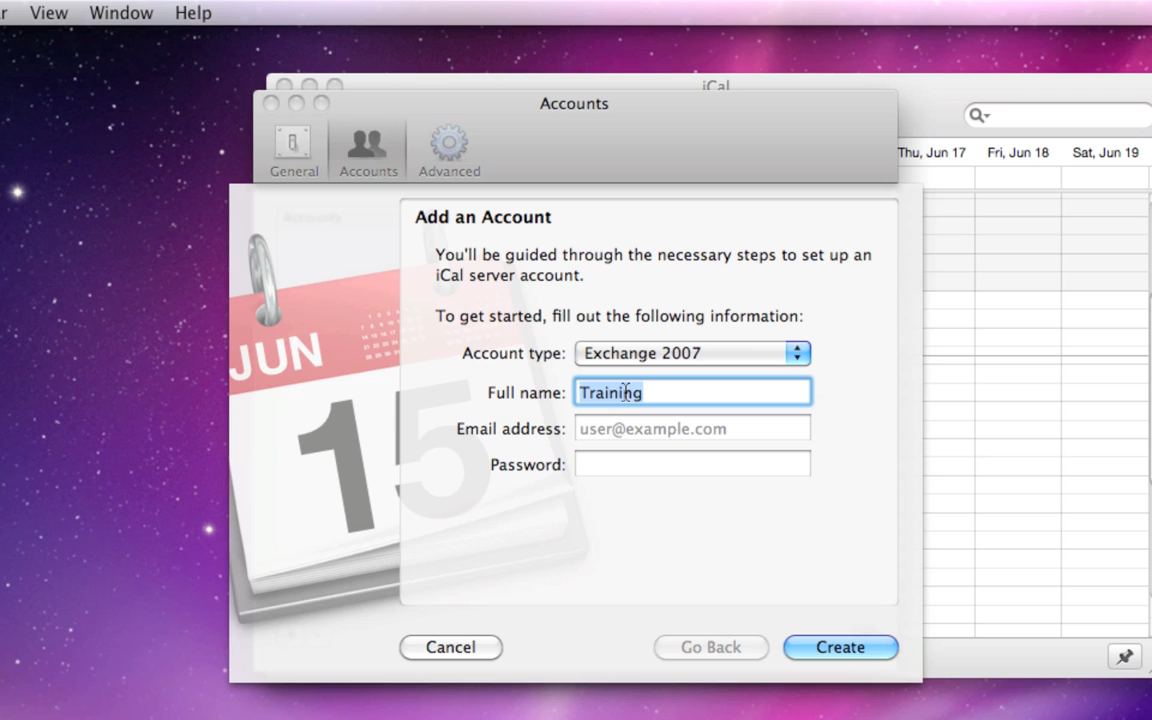 View Window Help
iCal
Accounts
General Accounts Advanced
Thu, Jun 17 Fri, Jun 18 Sat, Jun 19
Add an Account
You'll be guided through the necessary steps to set up an
iCal server account.
To get started, fill out the following information:
Account type: Exchange 2007
Full name: Training
Email address: user@example.com
Password:
JUN
15
Cancel Go Back Create